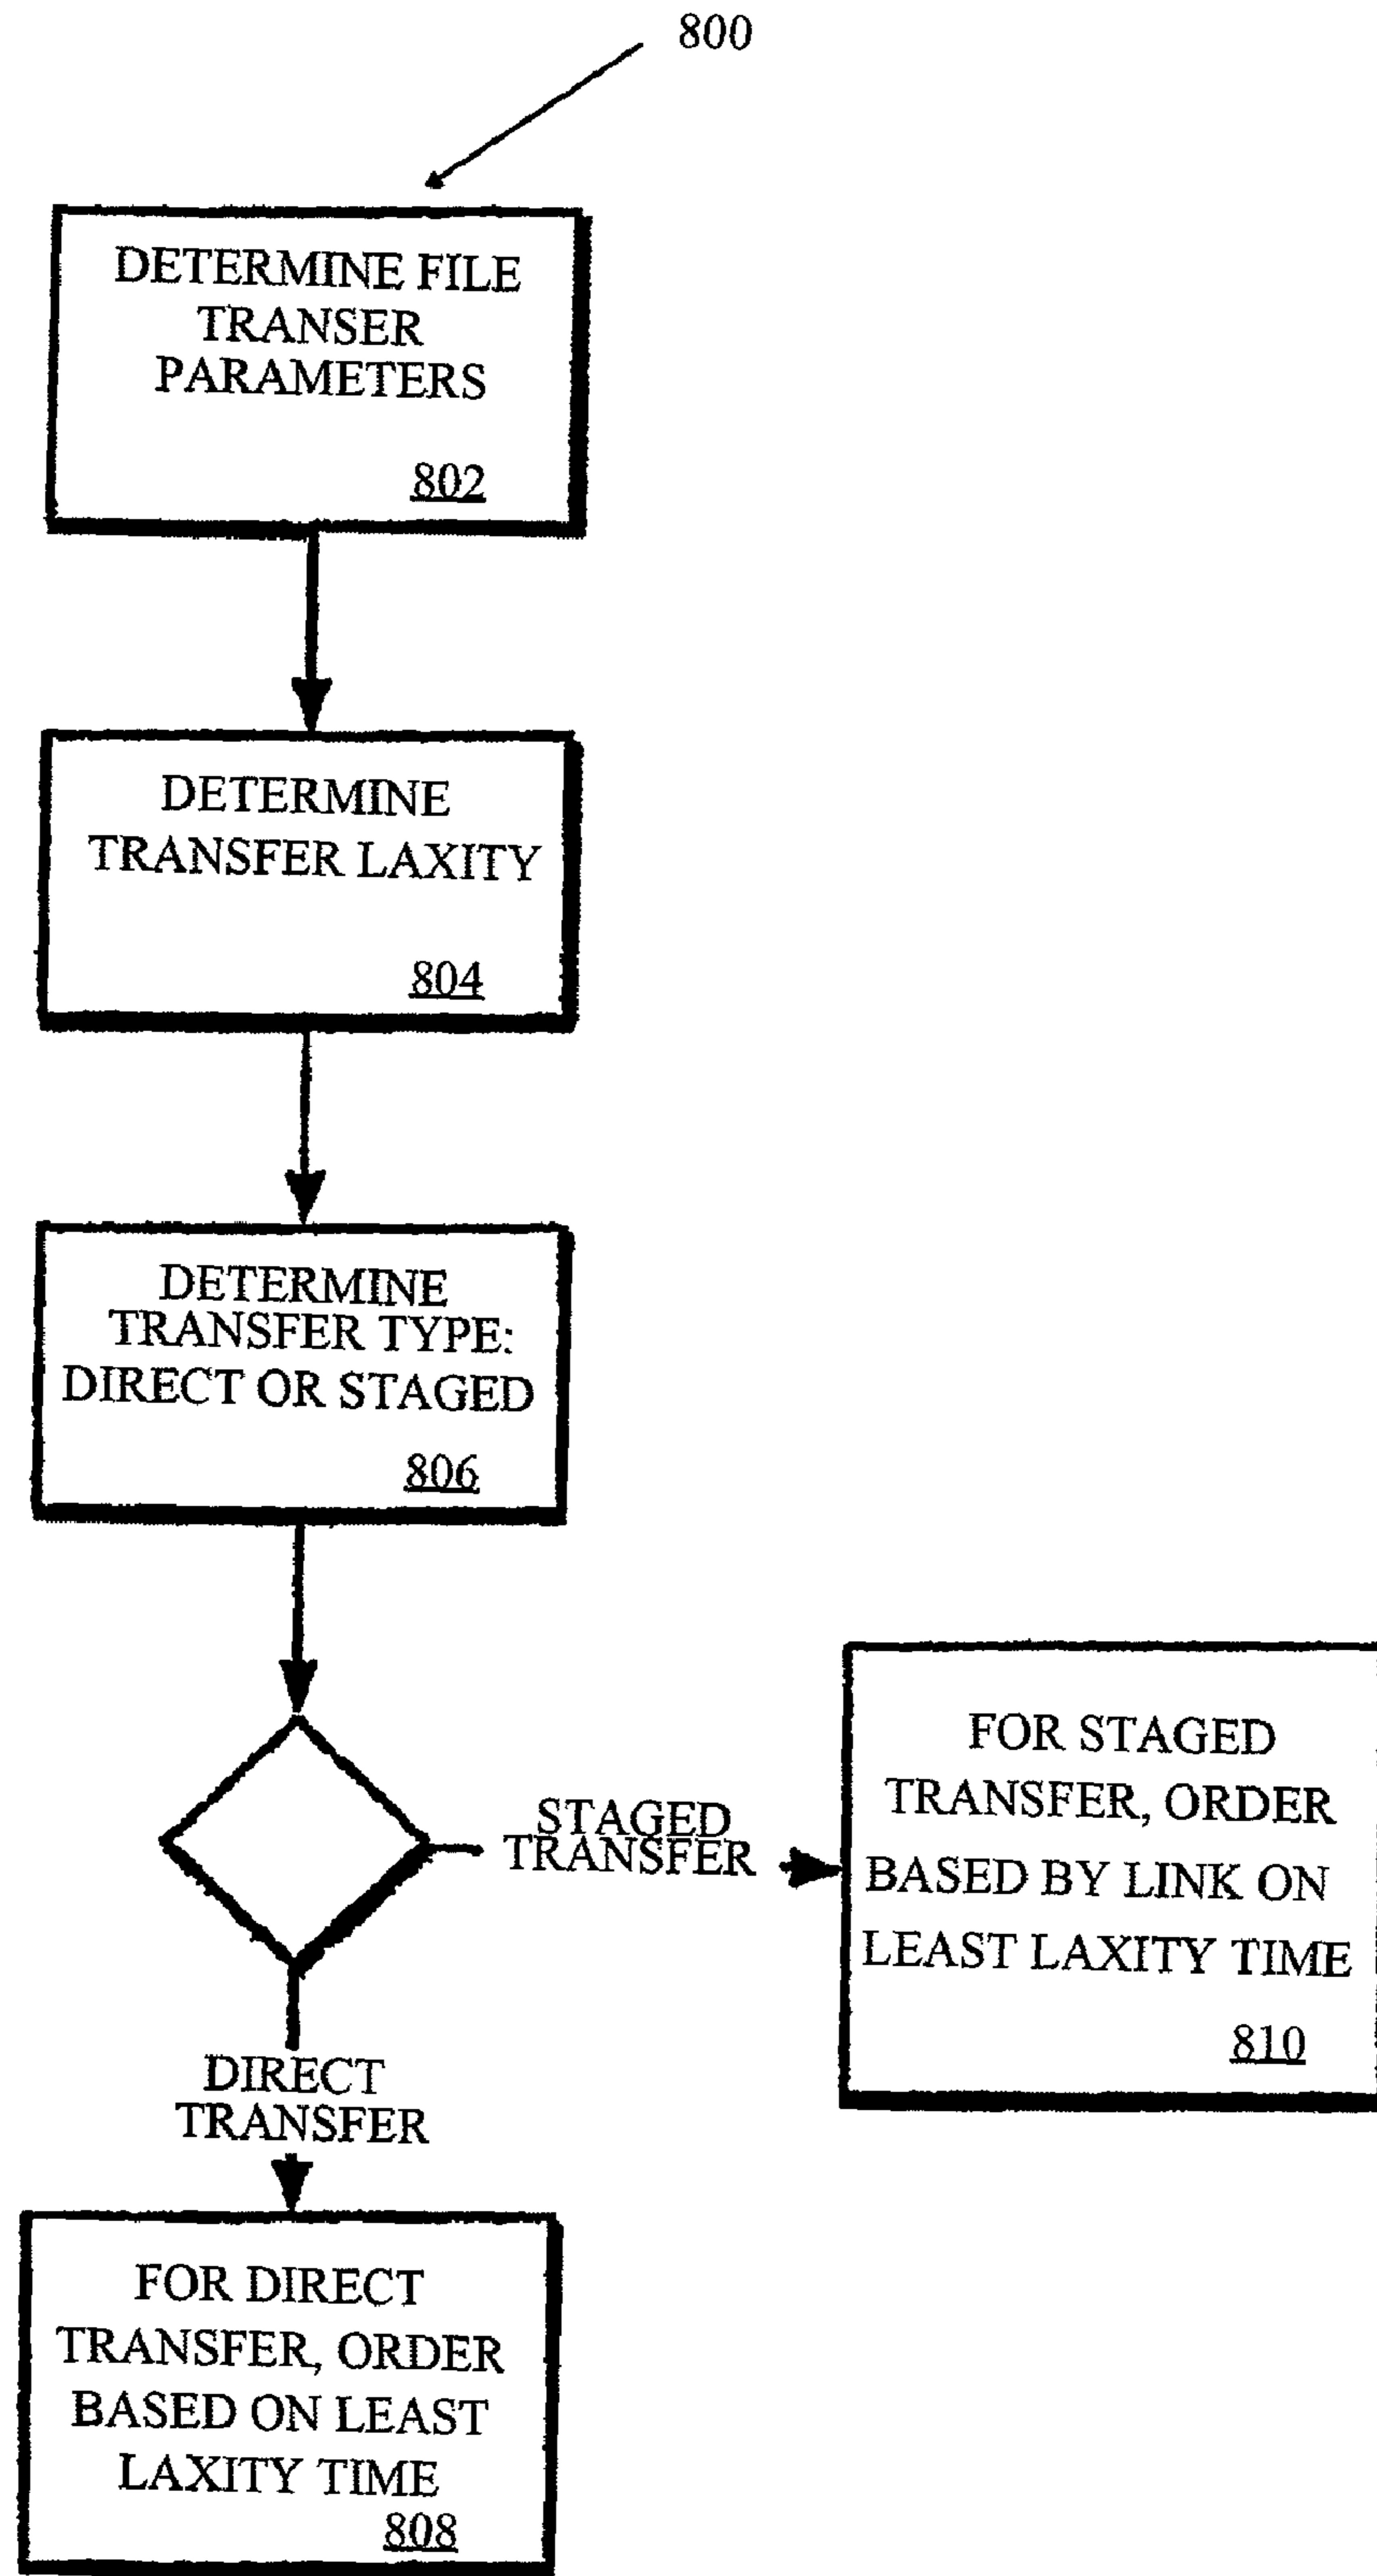 800
DETERMINE FILE
TRANSER
PARAMETERS
802
DETERMINE
TRANSFER LAXITY
804
DETERMINE
TRANSFER TYPE:
DIRECT OR STAGED
806
STAGED
TRANSFER
FOR STAGED
TRANSFER, ORDER
BASED BY LINK ON
LEAST LAXITY TIME
810
DIRECT
TRANSFER
FOR DIRECT
TRANSFER, ORDER
BASED ON LEAST
LAXITY TIME
808